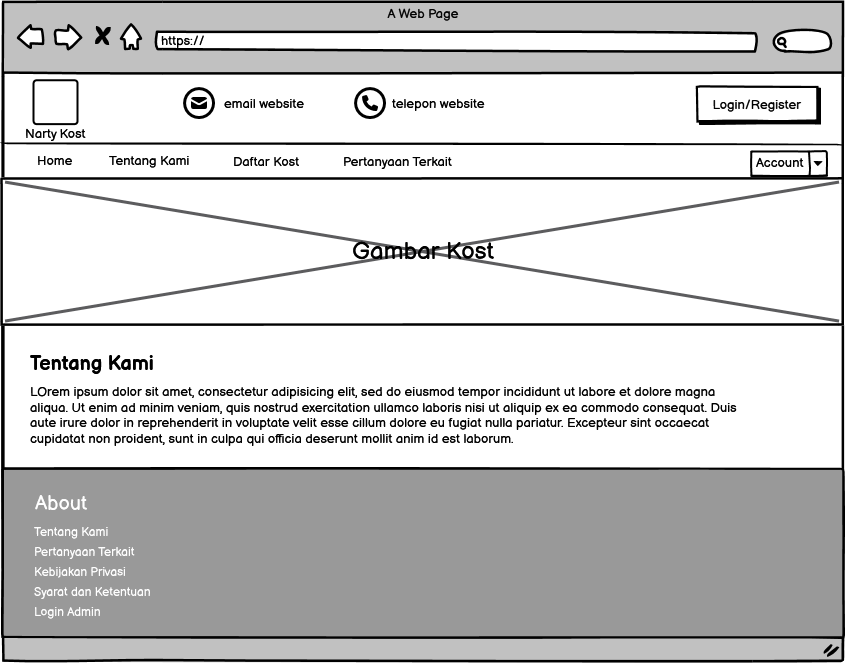 A Web Page
https://
email website
telepon website
Login/Register
Narty Kost
Home
Tentang Kami
Daftar Kost
Pertanyaan Terkait
Account
Gambar Kost
Tentang Kami
LOrem ipsum dolor sit amet, consectetur adipisicing elit, sed do eiusmod tempor incididunt ut labore et dolore magna
aliqua. Ut enim ad minim veniam, quis nostrud exercitation ullamco laboris nisi ut aliquip ex ea commodo consequat. Duis
aute irure dolor in reprehenderit in voluptate velit esse cillum dolore eu fugiat nulla pariatur. Excepteur sint occaecat
cupidatat non proident, sunt in culpa qui officia deserunt mollit anim id est laborum.
About
Tentang Kami
Pertanyaan Terkait
Kebijakan Privasi
Syarat dan Ketentuan
Login Admin